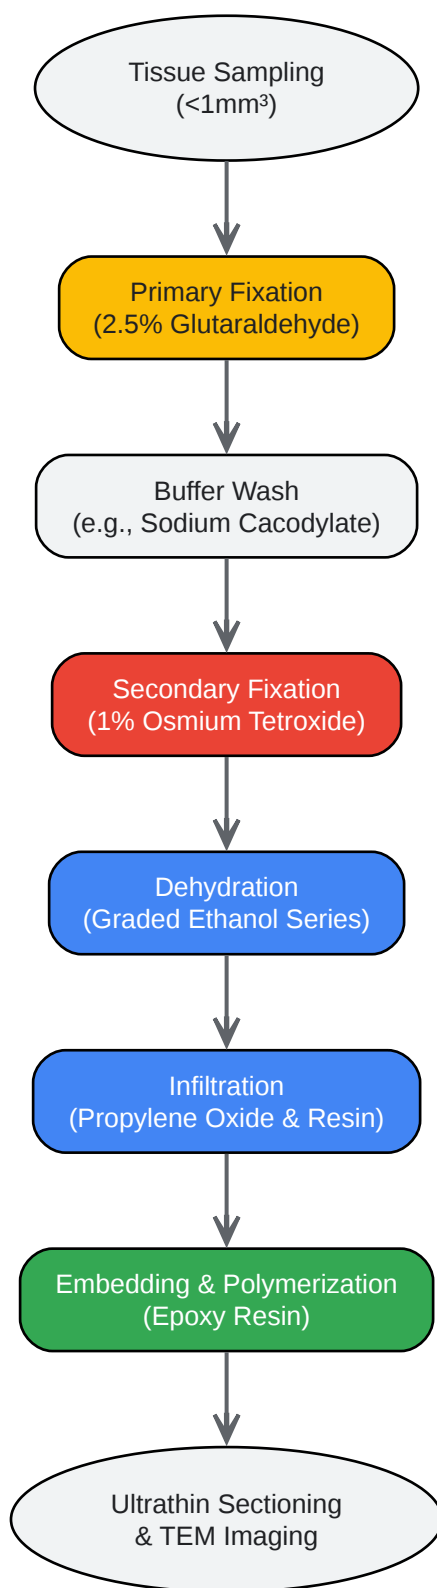 Tissue Sampling
(<1mm³)
Primary Fixation
(2.5% Glutaraldehyde)
Buffer Wash
(e.g., Sodium Cacodylate)
Secondary Fixation
(1% Osmium Tetroxide)
Dehydration
(Graded Ethanol Series)
Infiltration
(Propylene Oxide & Resin)
Embedding & Polymerization
(Epoxy Resin)
Ultrathin Sectioning
& TEM Imaging